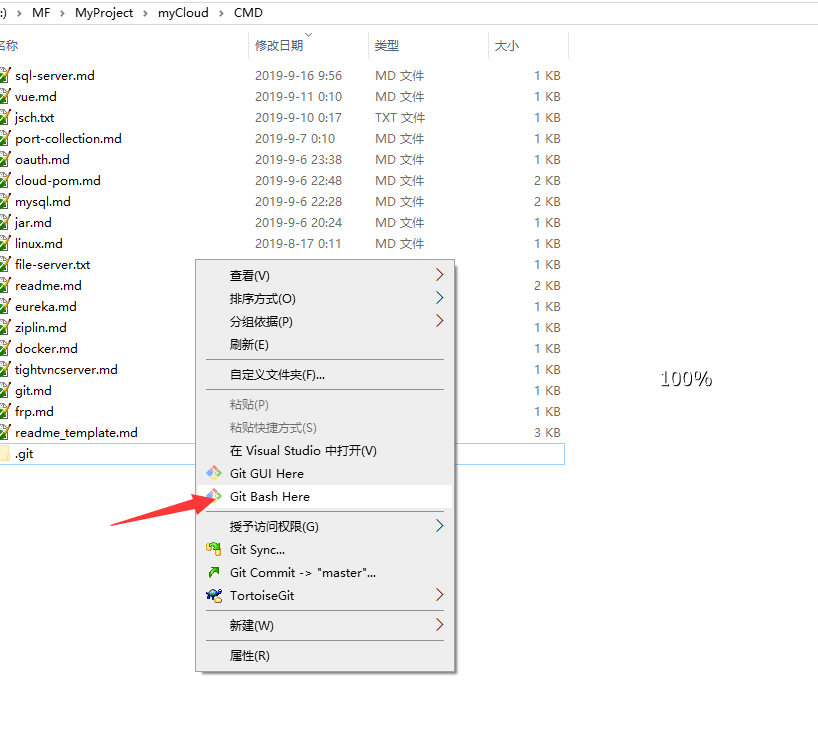 :) › MF › MyProject › myCloud › CMD
名称 修改日期 类型 大小
sql-server.md 2019-9-16 9:56 MD 文件 1 KB
vue.md 2019-9-11 0:10 MD 文件 1 KB
jsch.txt 2019-9-10 0:17 TXT 文件 1 KB
port-collection.md 2019-9-7 0:10 MD 文件 1 KB
oauth.md 2019-9-6 23:38 MD 文件 1 KB
cloud-pom.md 2019-9-6 22:48 MD 文件 2 KB
mysql.md 2019-9-6 22:28 MD 文件 2 KB
jar.md 2019-9-6 20:24 MD 文件 1 KB
linux.md 2019-8-17 0:11 MD 文件 1 KB
file-server.txt 1 KB
readme.md 2 KB
eureka.md 1 KB
ziplin.md 1 KB
docker.md 1 KB
tightvncserver.md 1 KB
git.md 1 KB
frp.md 1 KB
readme_template.md 3 KB
.git
查看(V)
排序方式(O)
分组依据(P)
刷新(E)
自定义文件夹(F)...
粘贴(P)
粘贴快捷方式(S)
在 Visual Studio 中打开(V)
Git GUI Here
Git Bash Here
授予访问权限(G)
Git Sync...
Git Commit -> "master"...
TortoiseGit
新建(W)
属性(R)
100%